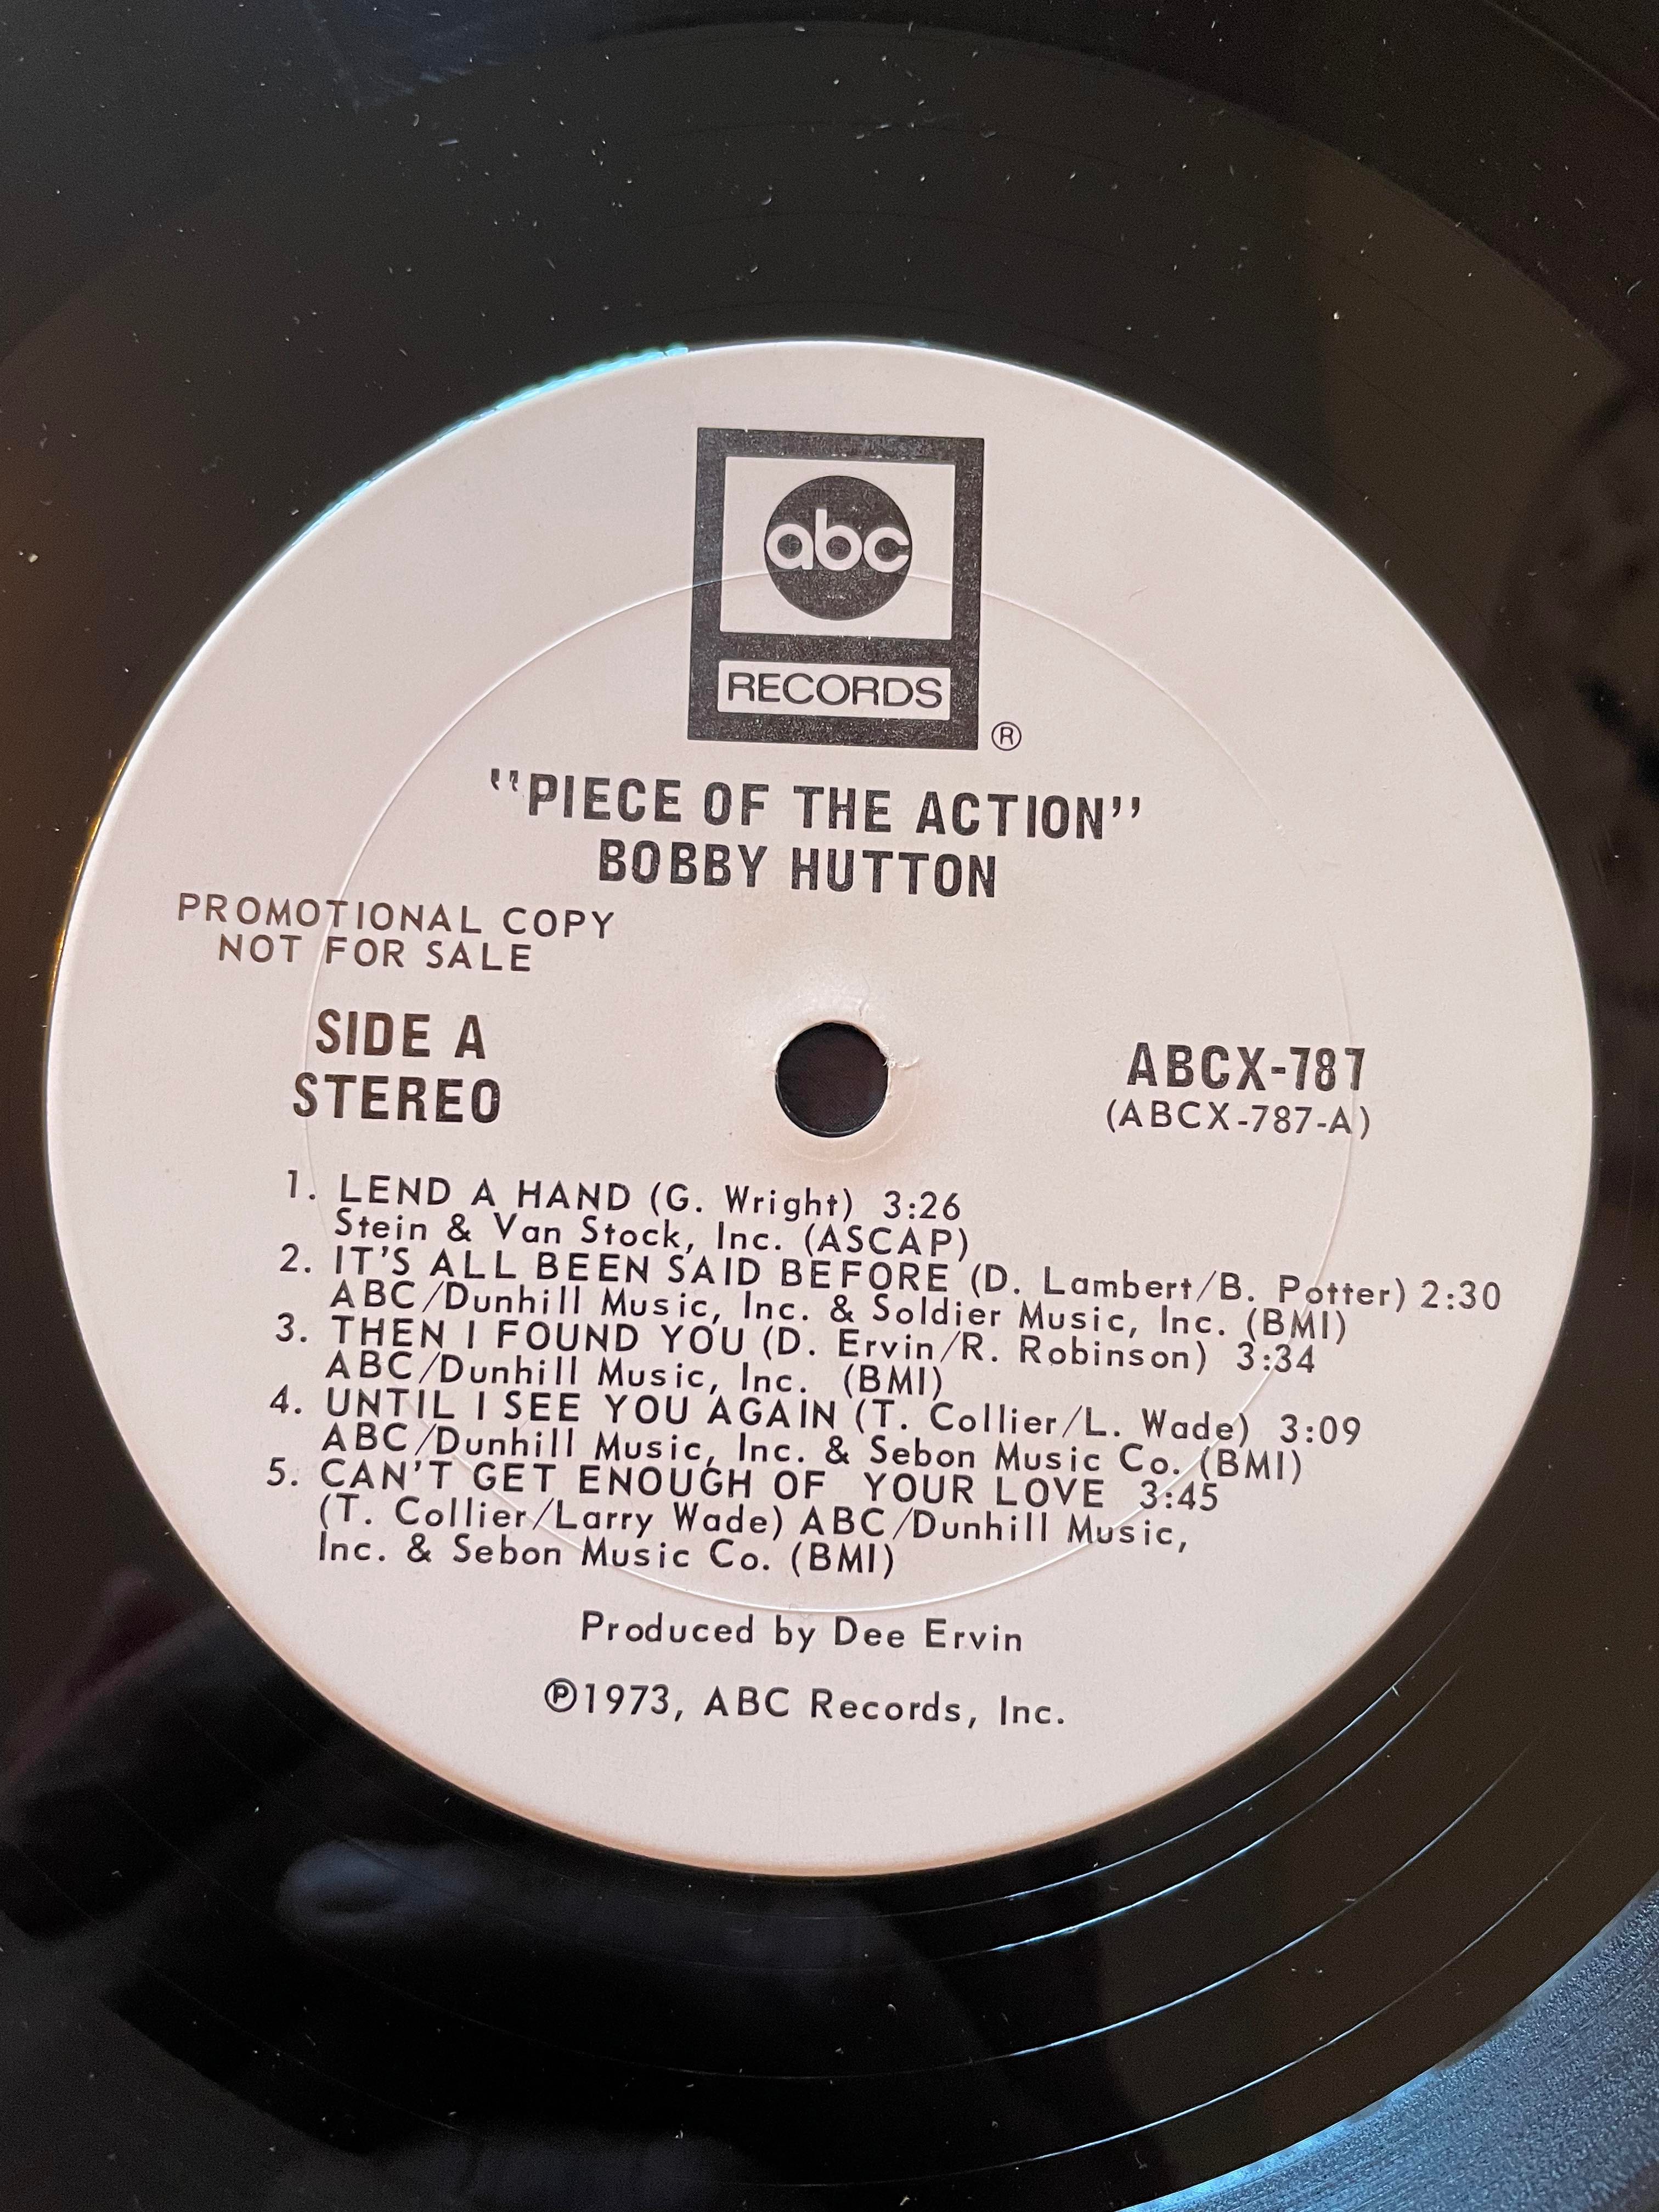 abc
RECORDS
®
"PIECE OF THE ACTION"
BOBBY HUTTON
PROMOTIONAL COPY
NOT FOR SALE
SIDE A
STEREO
ABCX-787
(ABCX-787-A)
1. LEND A HAND (G. Wright) 3:26
Stein & Van Stock, Inc. (ASCAP)
2. IT'S ALL BEEN SAID BEFORE (D. Lambert/B. Potter) 2:30
ABC/Dunhill Music, Inc. & Soldier Music, Inc. (BMI)
3. THEN I FOUND YOU (D. Ervin/R. Robinson) 3:34
ABC/Dunhill Music, Inc. (BMI)
4. UNTIL I SEE YOU AGAIN (T. Collier/L. Wade) 3:09
ABC/Dunhill Music, Inc. & Sebon Music Co. (BMI)
5. CAN'T GET ENOUGH OF YOUR LOVE 3:45
(T. Collier/Larry Wade) ABC/Dunhill Music,
Inc. & Sebon Music Co. (BMI)
Produced by Dee Ervin
℗1973, ABC Records, Inc.